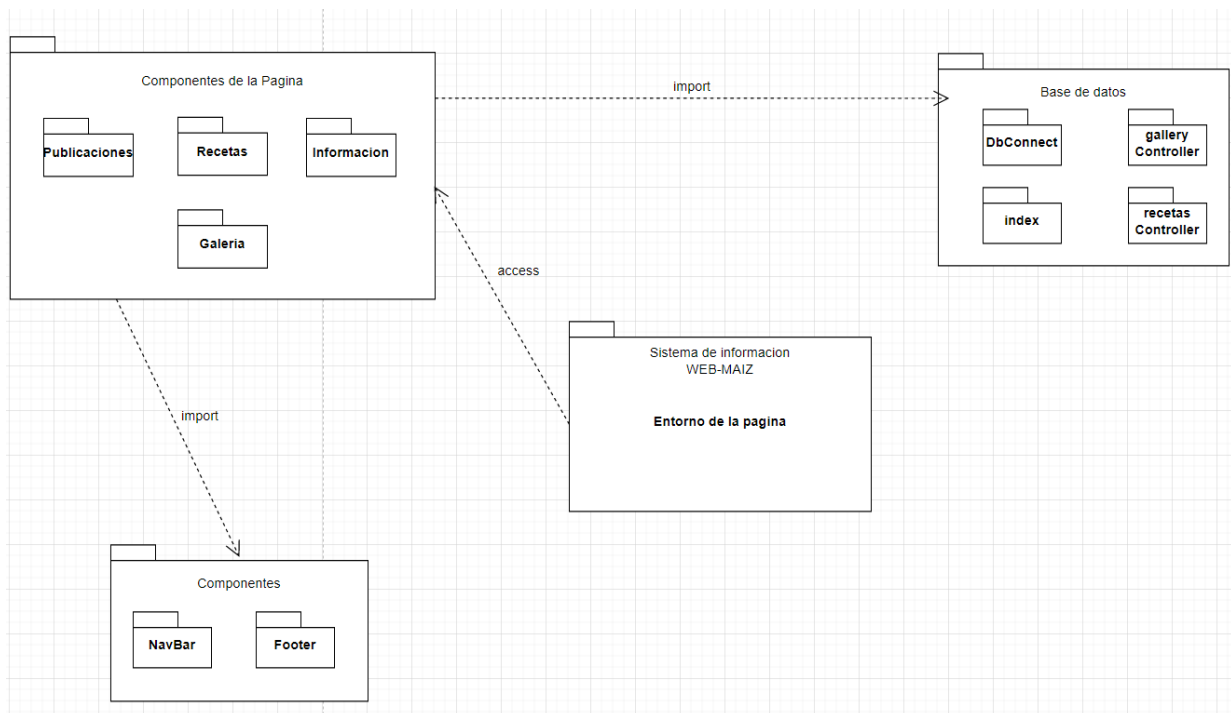 Componentes de la Pagina
Publicaciones
Recetas
Informacion
Galeria
import
Base de datos
DbConnect
gallery
Controller
index
recetas
Controller
access
Sistema de informacion
WEB-MAIZ
Entorno de la pagina
import
Componentes
NavBar
Footer